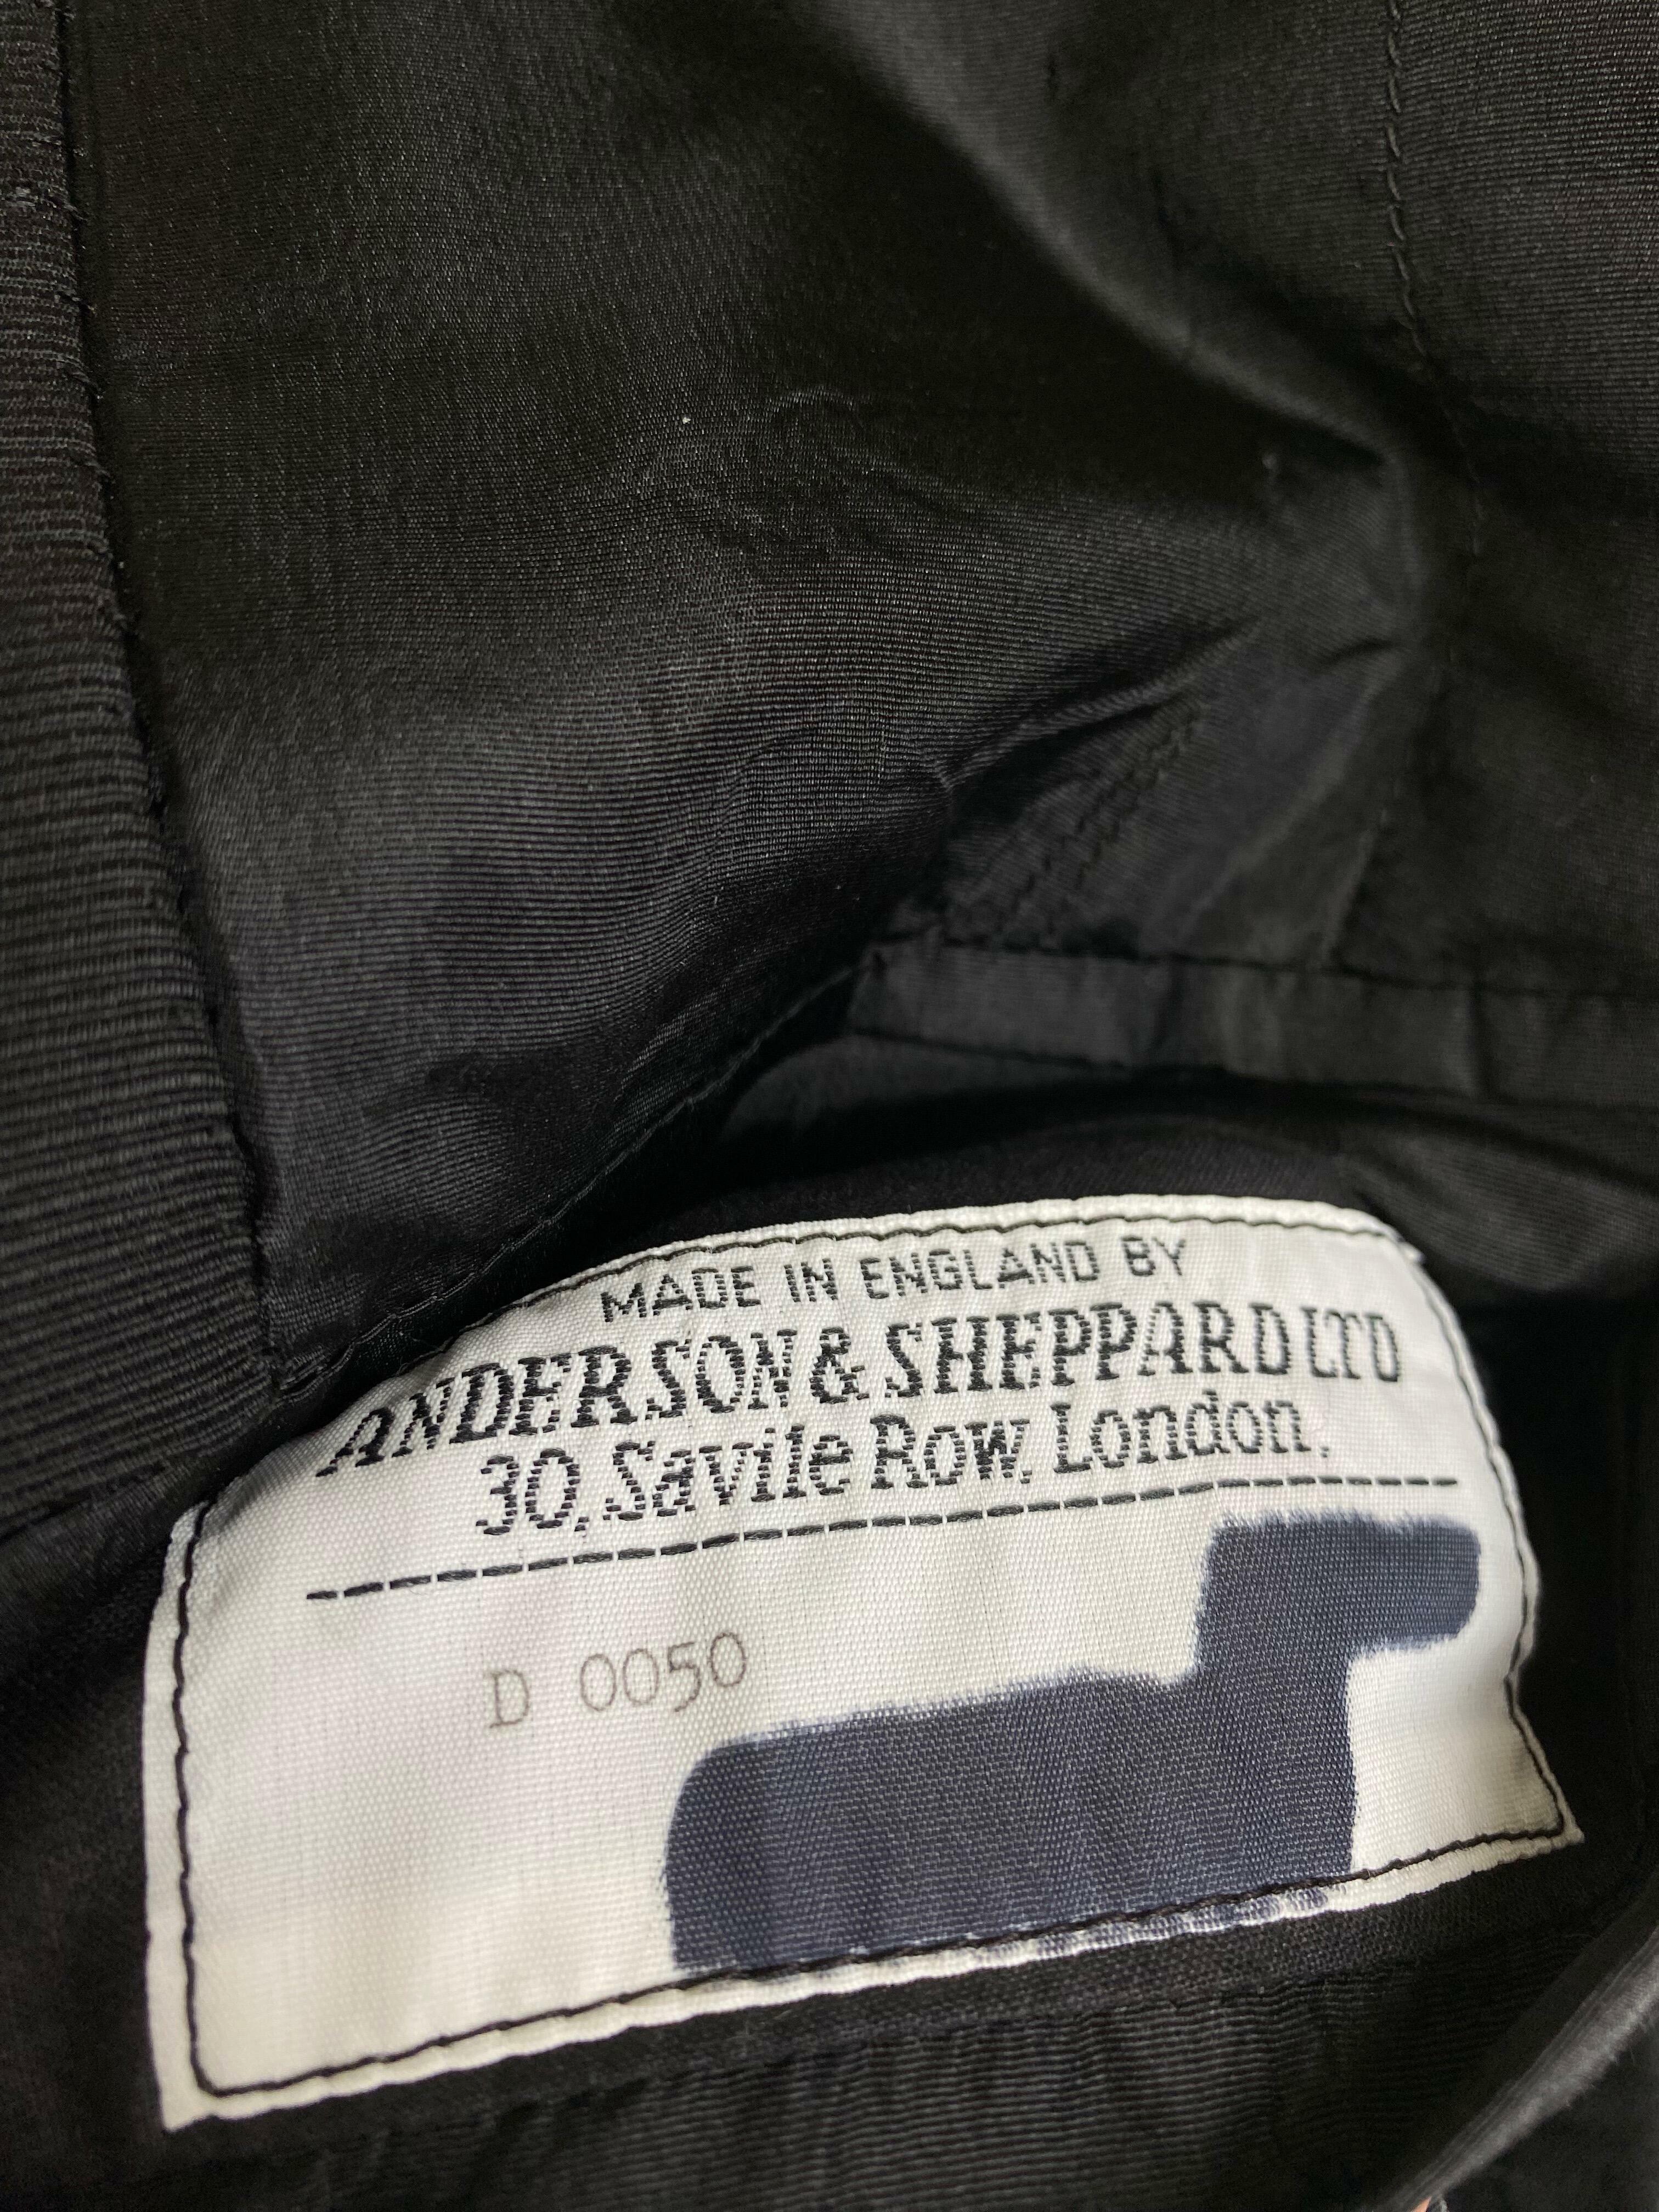 MADE IN ENGLAND BY
ANDERSON & SHEPPARD LTD
30, Savile Row, London.
D 0050